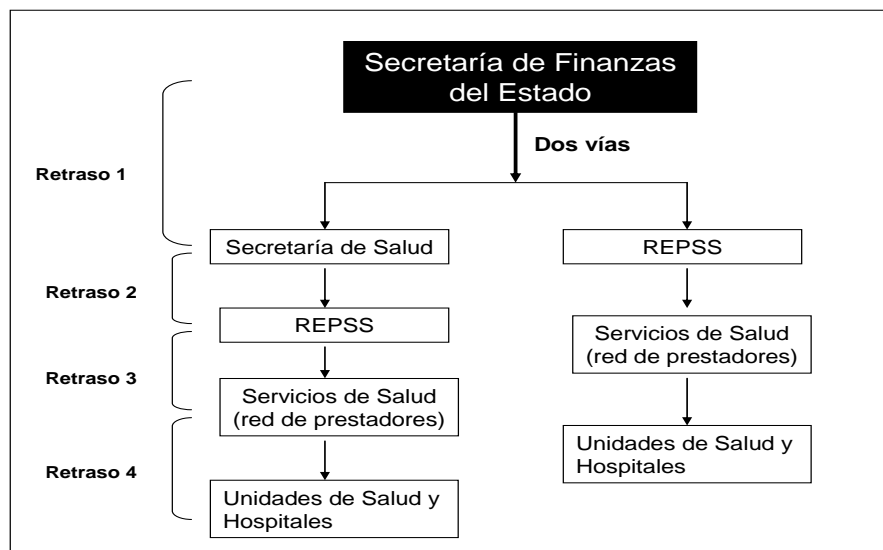 Secretaría de Finanzas
del Estado
Dos vías
Retraso 1
Secretaría de Salud
REPSS
Retraso 2
REPSS
Servicios de Salud
(red de prestadores)
Retraso 3
Servicios de Salud
(red de prestadores)
Unidades de Salud y
Hospitales
Retraso 4
Unidades de Salud y
Hospitales